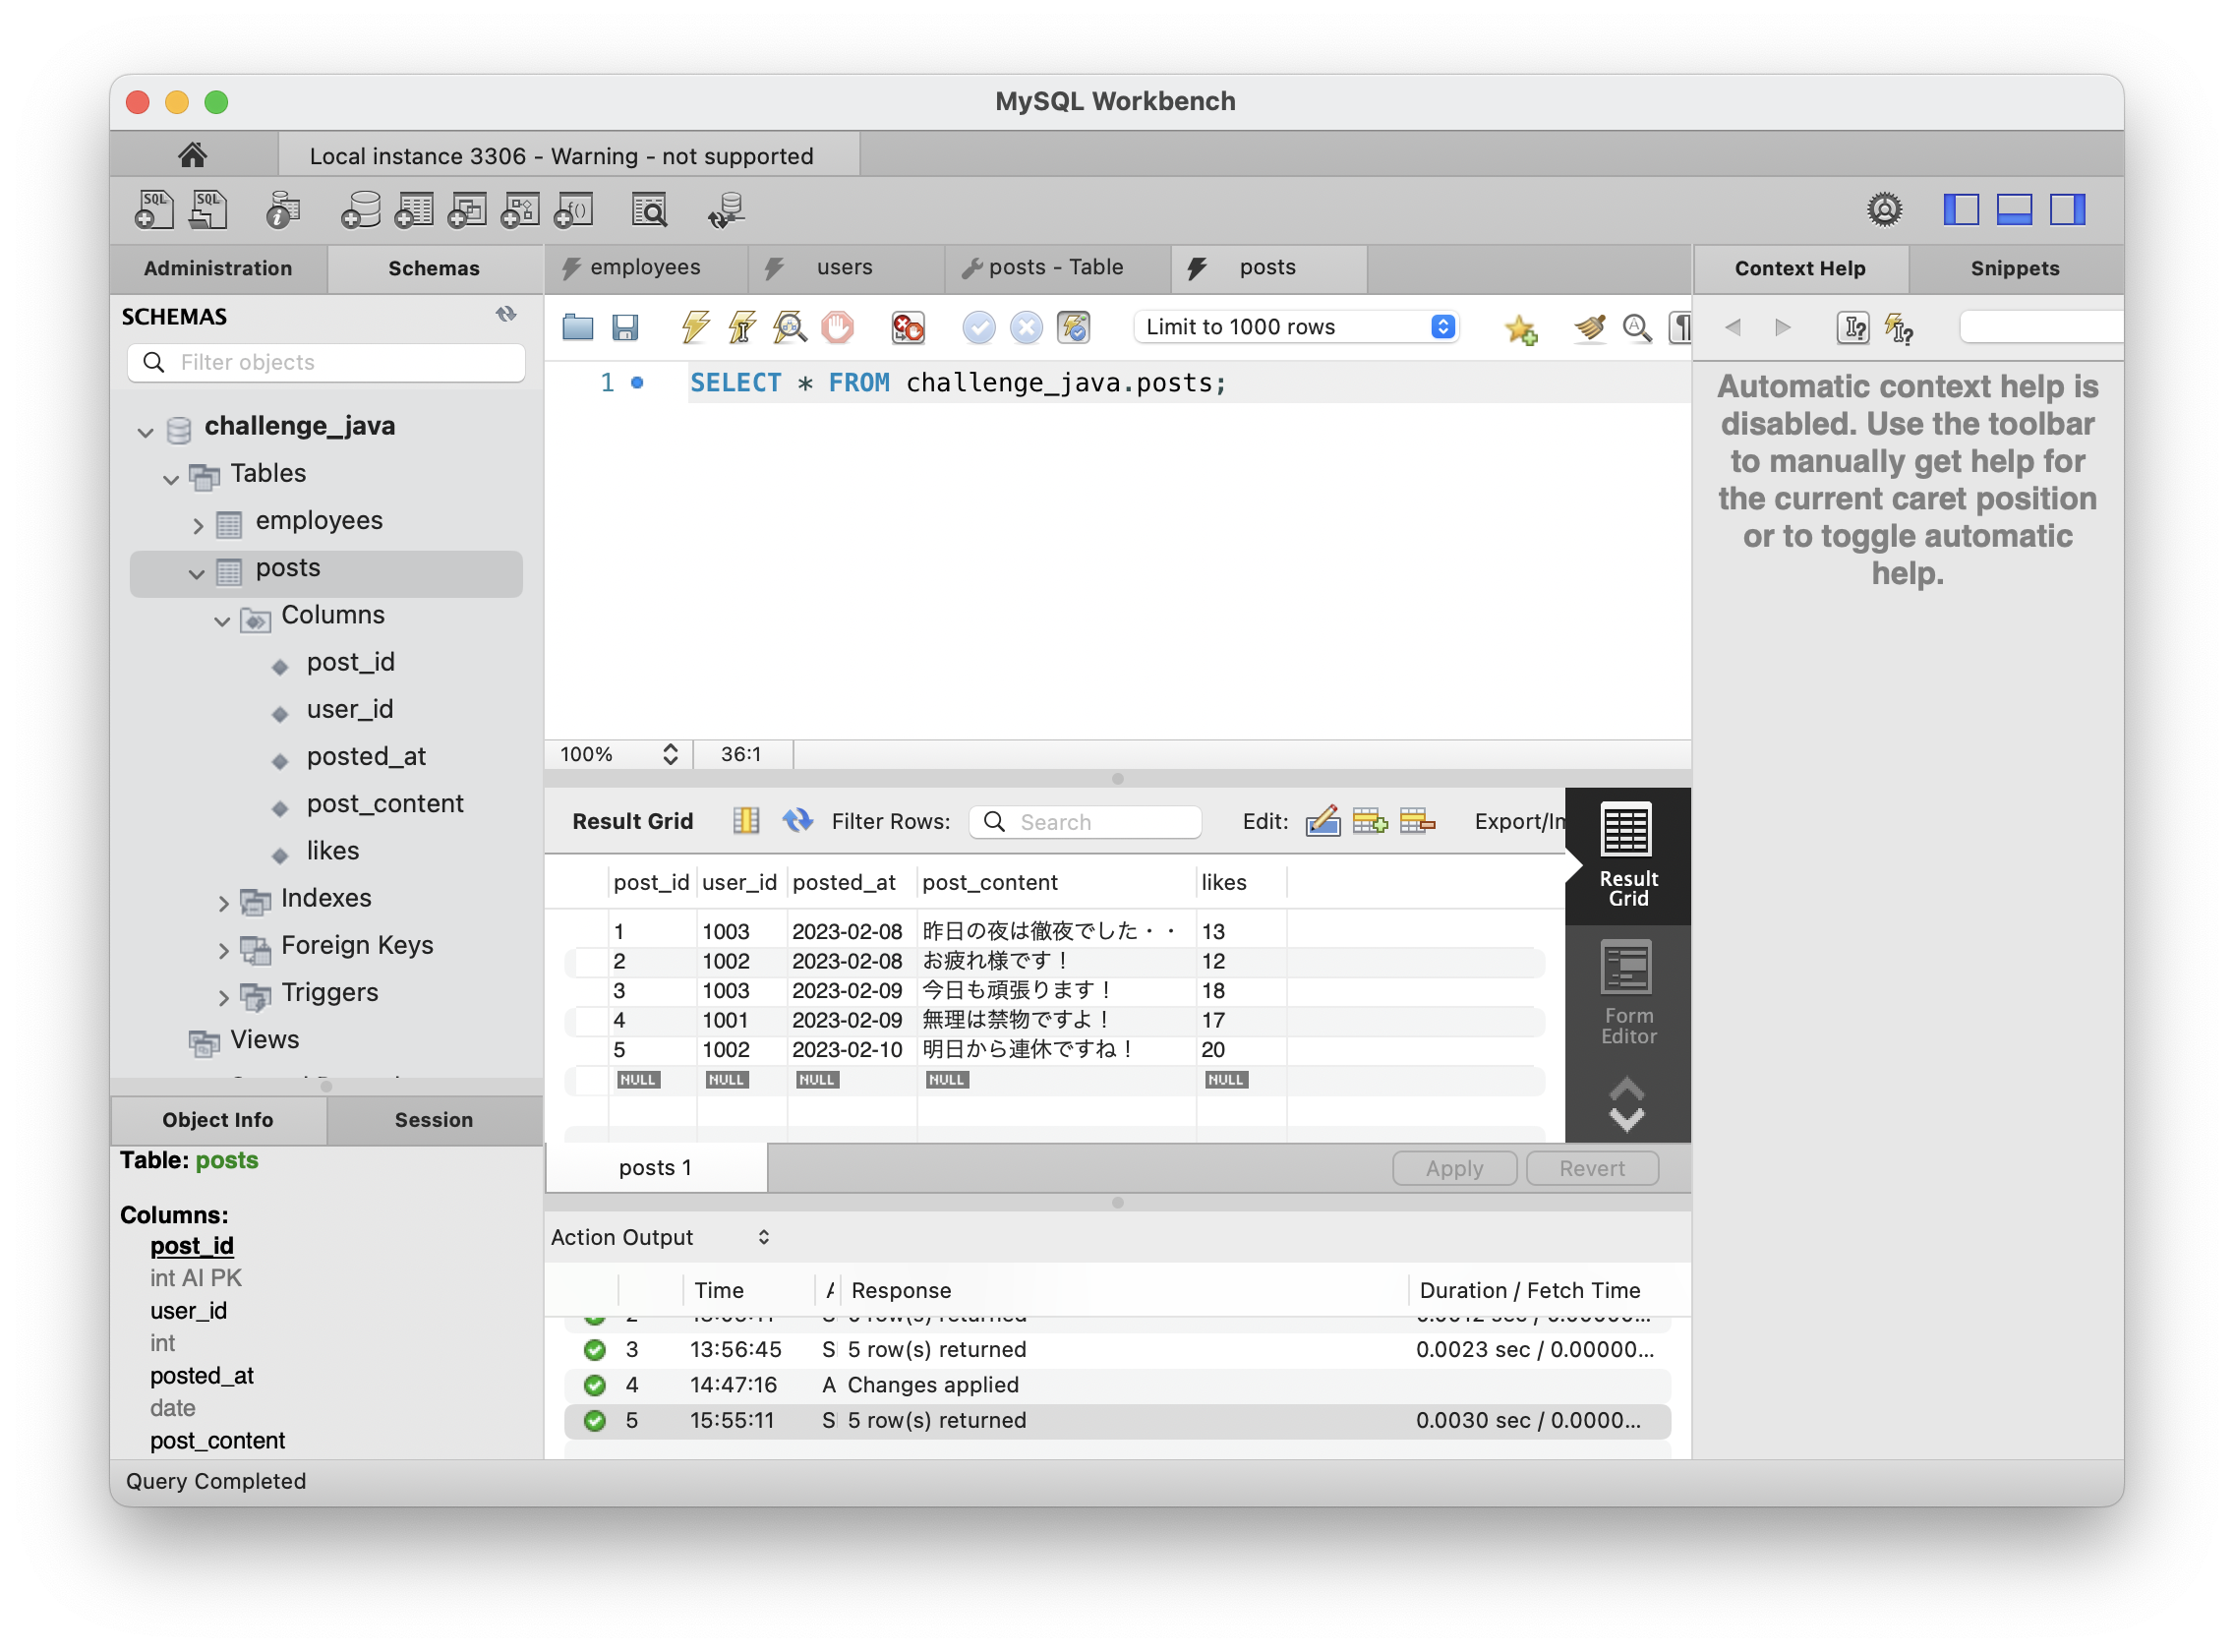 MySQL Workbench
Local instance 3306 - Warning - not supported
Administration
Schemas
SCHEMAS
Filter objects
challenge_java
Tables
employees
posts
Columns
post_id
user_id
posted_at
post_content
likes
Indexes
Foreign Keys
Triggers
Views
Object Info
Session
Table: posts
Columns:
post_id
int AI PK
user_id
int
posted_at
date
post_content
Query Completed
employees
users
posts - Table
posts
Limit to 1000 rows
1 SELECT * FROM challenge_java.posts;
100% 36:1
Result Grid Filter Rows: Search Edit: Export/Im
post_id user_id posted_at post_content likes
1 1003 2023-02-08 昨日の夜は徹夜でした・・ 13
2 1002 2023-02-08 お疲れ様です！ 12
3 1003 2023-02-09 今日も頑張ります！ 18
4 1001 2023-02-09 無理は禁物ですよ！ 17
5 1002 2023-02-10 明日から連休ですね！ 20
NULL NULL NULL NULL NULL
Result
Grid
Form
Editor
posts 1
Apply
Revert
Action Output
Time A Response Duration / Fetch Time
3 13:56:45 S 5 row(s) returned 0.0023 sec / 0.00000...
4 14:47:16 A Changes applied
5 15:55:11 S 5 row(s) returned 0.0030 sec / 0.0000...
Context Help
Snippets
Automatic context help is
disabled. Use the toolbar
to manually get help for
the current caret position
or to toggle automatic
help.